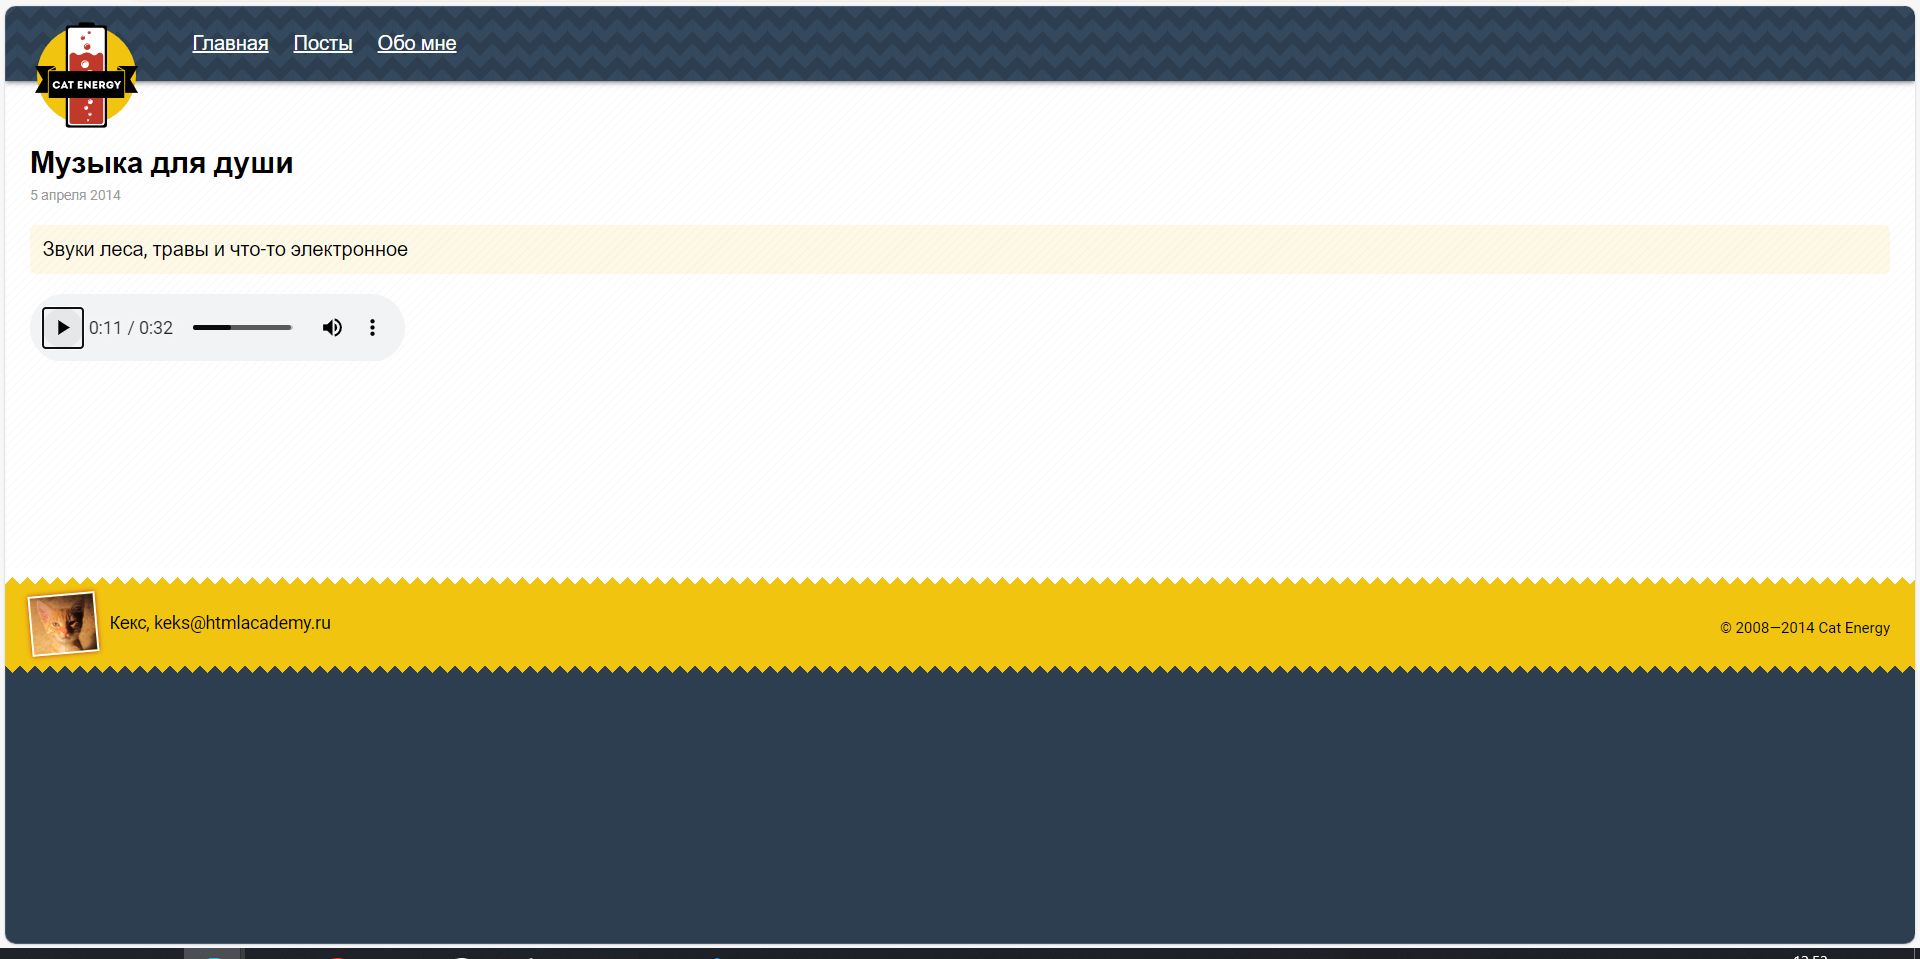 Главная Посты Обо мне
CAT ENERGY
Музыка для души
5 апреля 2014
Звуки леса, травы и что-то электронное
0:11 / 0:32
Кекс, keks@htmlacademy.ru
© 2008—2014 Cat Energy